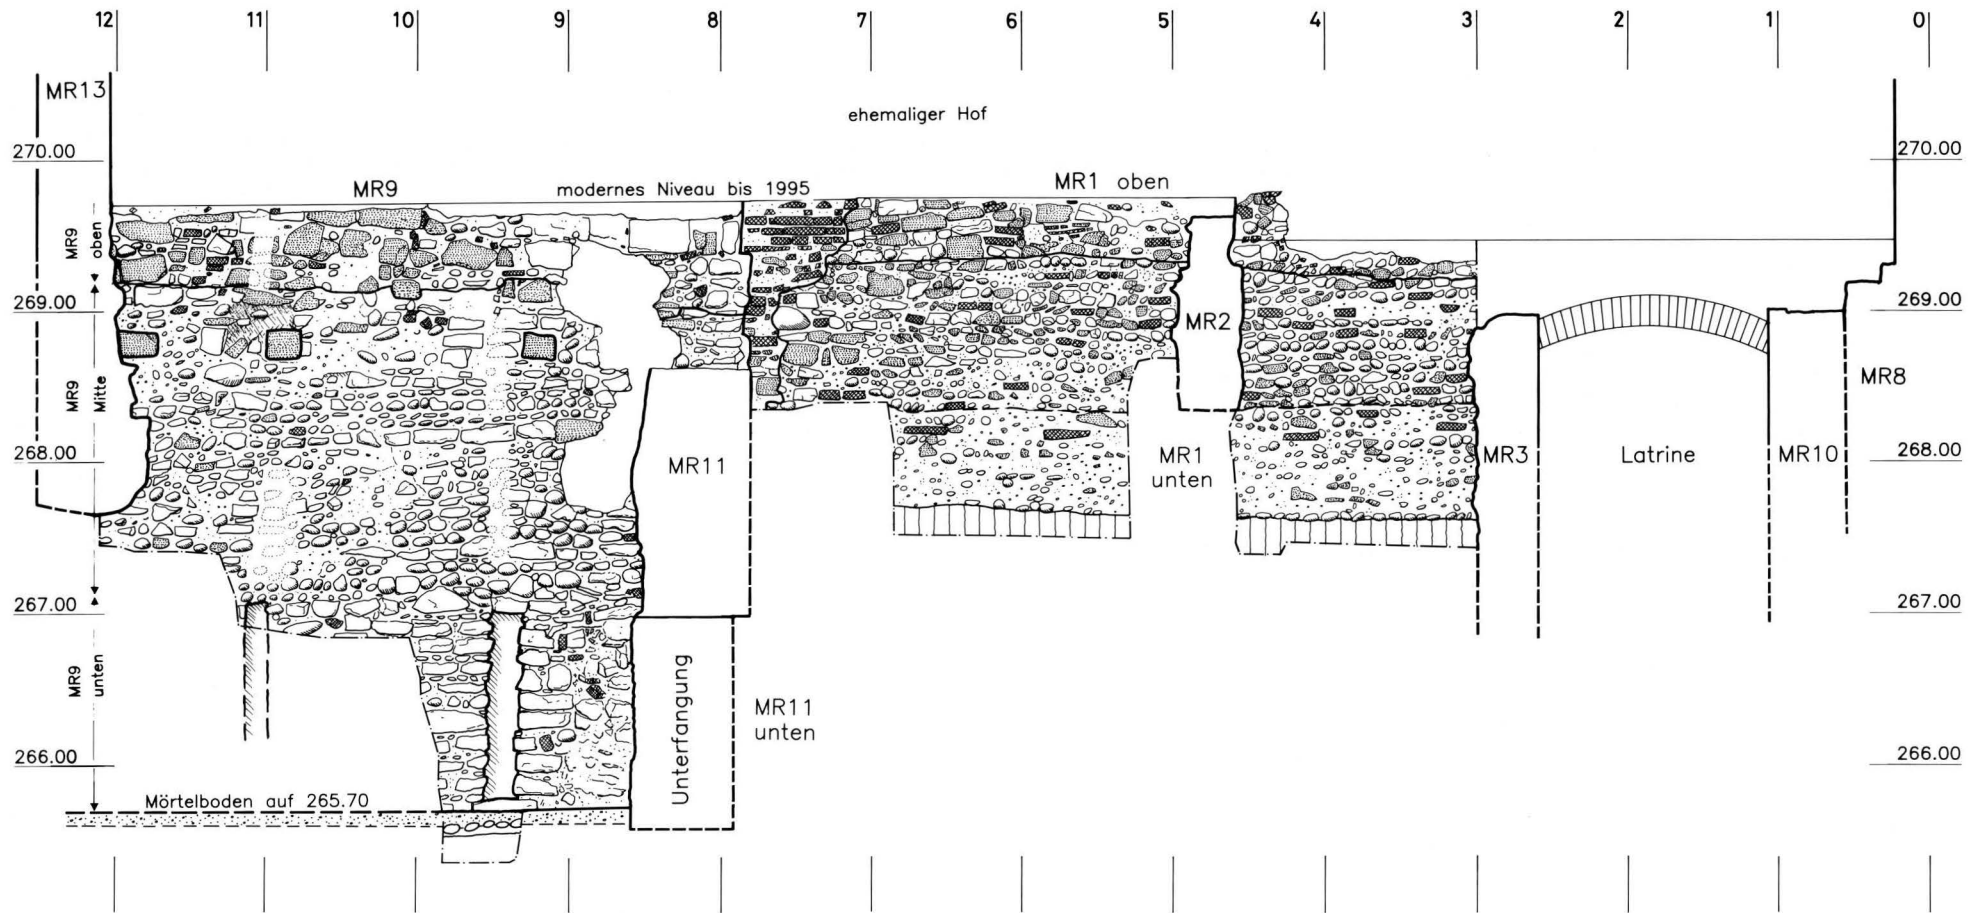 12 11 10 9 8 7 6 5 4 3 2 1 0
MR13
ehemaliger Hof
270.00
270.00
MR9
modernes Niveau bis 1995
MR1 oben
MR9
oben
269.00
269.00
MR2
MR9
Mitte
MR8
268.00
MR11
MR1
unten
MR3
Latrine
MR10
268.00
267.00
267.00
MR9
unten
Unterfangung
MR11
unten
266.00
266.00
Mörtelboden auf 265.70